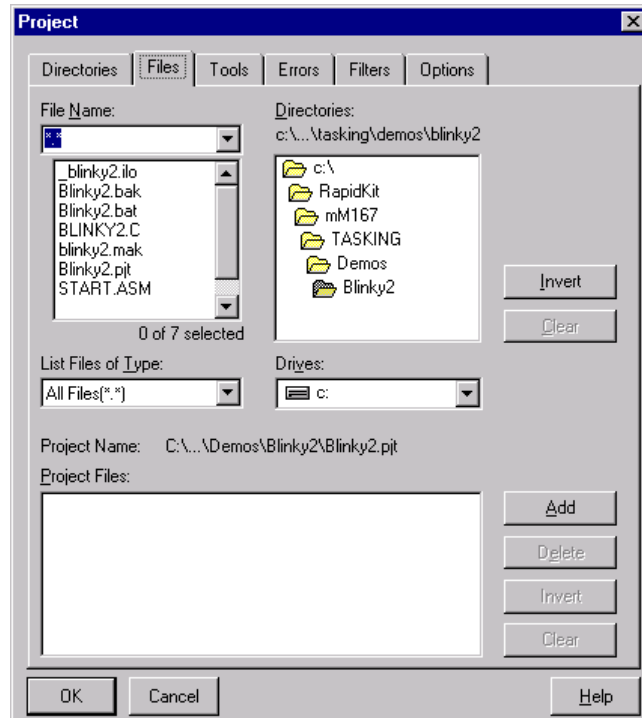 Project
Directories Files Tools Errors Filters Options
File Name:
*.*
_blinky2.ilo
Blinky2.bak
Blinky2.bat
BLINKY2.C
blinky2.mak
Blinky2.pjt
START.ASM
0 of 7 selected
Directories:
c:\...\tasking\demos\blinky2
c:\
RapidKit
mM167
TASKING
Demos
Blinky2
Invert
Clear
List Files of Type:
All Files(*.*)
Drives:
c:
Project Name: C:\...\Demos\Blinky2\Blinky2.pjt
Project Files:
Add
Delete
Invert
Clear
OK Cancel Help